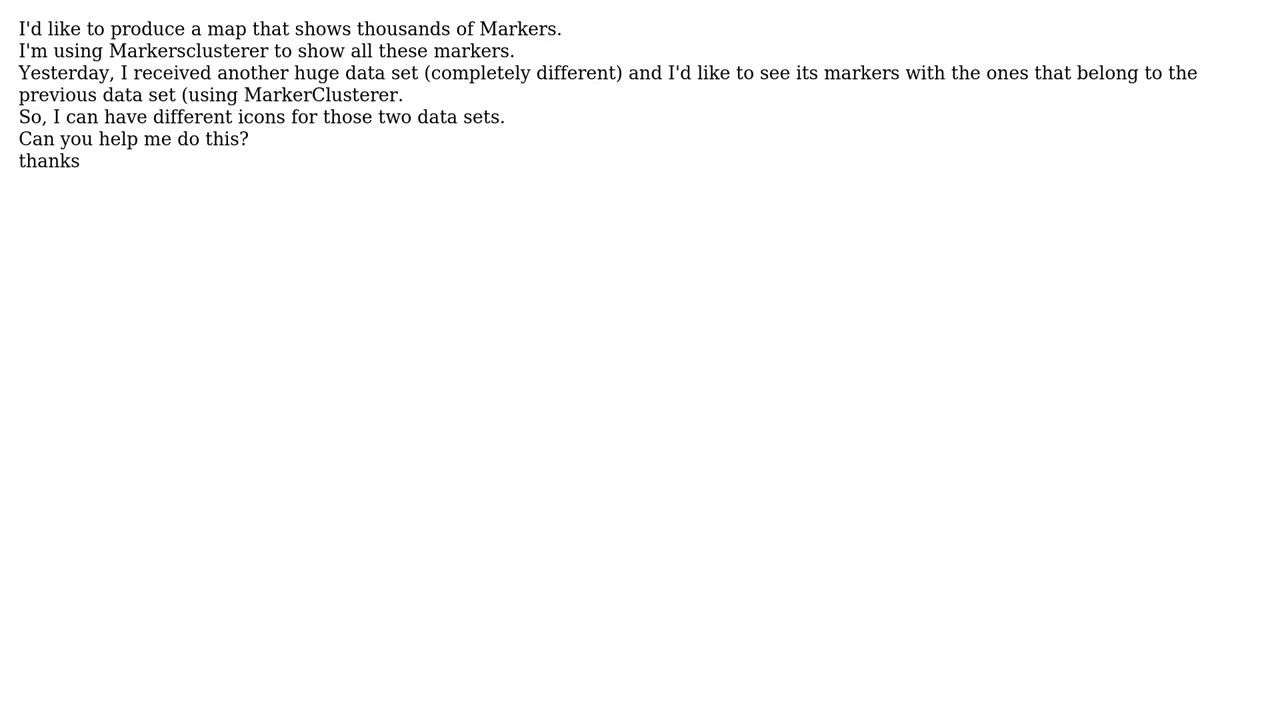 I'd like to produce a map that shows thousands of Markers.
I'm using Markersclusterer to show all these markers.
Yesterday, I received another huge data set (completely different) and I'd like to see its markers with the ones that belong to the
previous data set (using MarkerClusterer.
So, I can have different icons for those two data sets.
Can you help me do this?
thanks